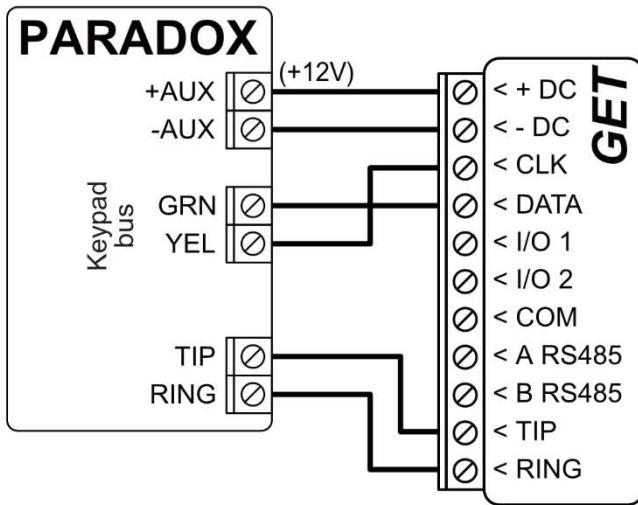 PARADOX
+AUX
-AUX
Keypad
bus
GRN
YEL
TIP
RING
(+12V)
GET
< + DC
< - DC
< CLK
< DATA
< I/O 1
< I/O 2
< COM
< A RS485
< B RS485
< TIP
< RING